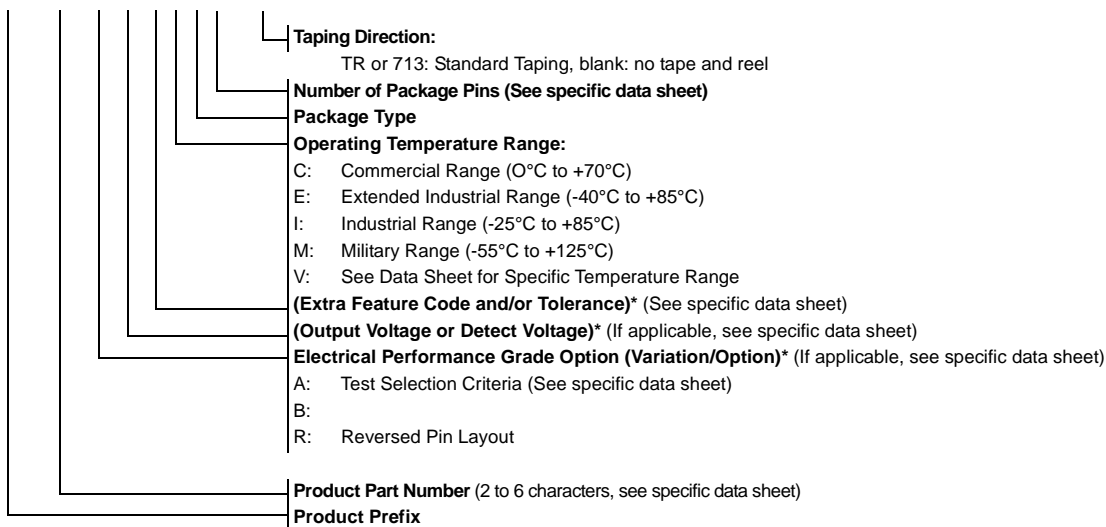 Taping Direction:
TR or 713: Standard Taping, blank: no tape and reel
Number of Package Pins (See specific data sheet)
Package Type
Operating Temperature Range:
C: Commercial Range (O°C to +70°C)
E: Extended Industrial Range (-40°C to +85°C)
I: Industrial Range (-25°C to +85°C)
M: Military Range (-55°C to +125°C)
V: See Data Sheet for Specific Temperature Range
(Extra Feature Code and/or Tolerance)* (See specific data sheet)
(Output Voltage or Detect Voltage)* (If applicable, see specific data sheet)
Electrical Performance Grade Option (Variation/Option)* (If applicable, see specific data sheet)
A: Test Selection Criteria (See specific data sheet)
B:
R: Reversed Pin Layout
Product Part Number (2 to 6 characters, see specific data sheet)
Product Prefix